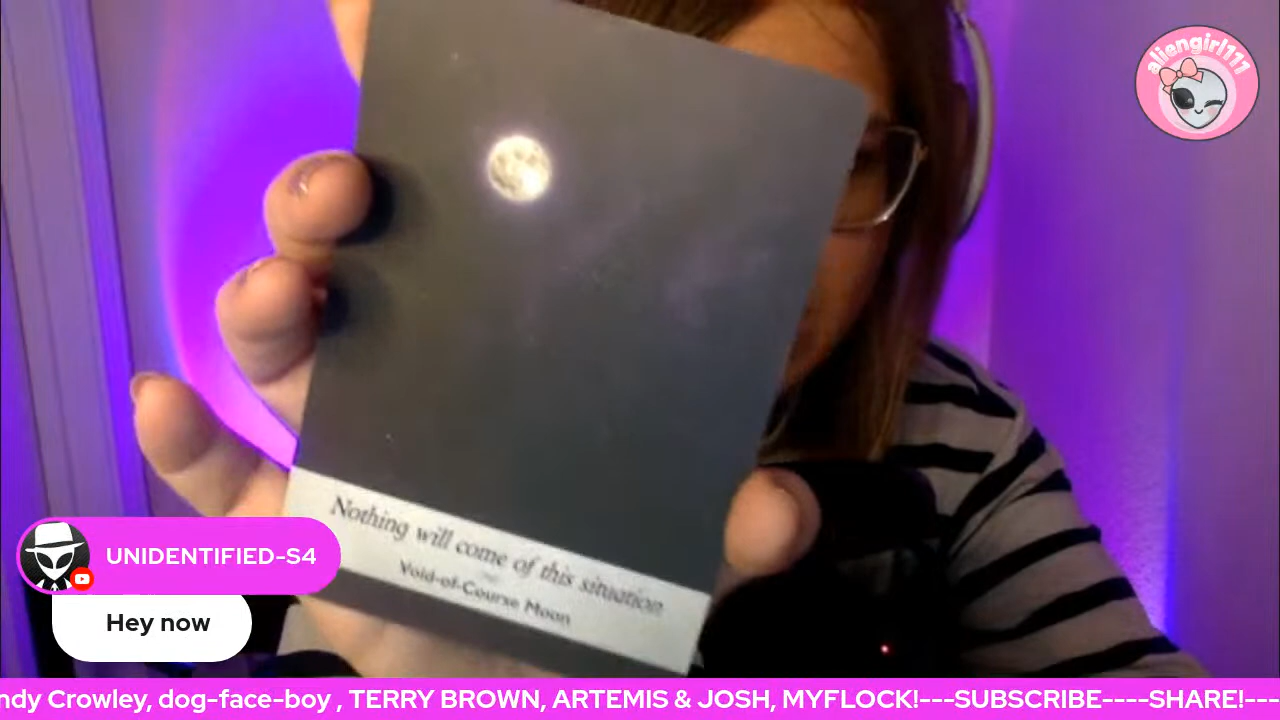 aliengirl111
Nothing will come of this situation
Void-of-Course Moon
UNIDENTIFIED-S4
Hey now
ndy Crowley, dog-face-boy , TERRY BROWN, ARTEMIS & JOSH, MYFLOCK!---SUBSCRIBE----SHARE!---